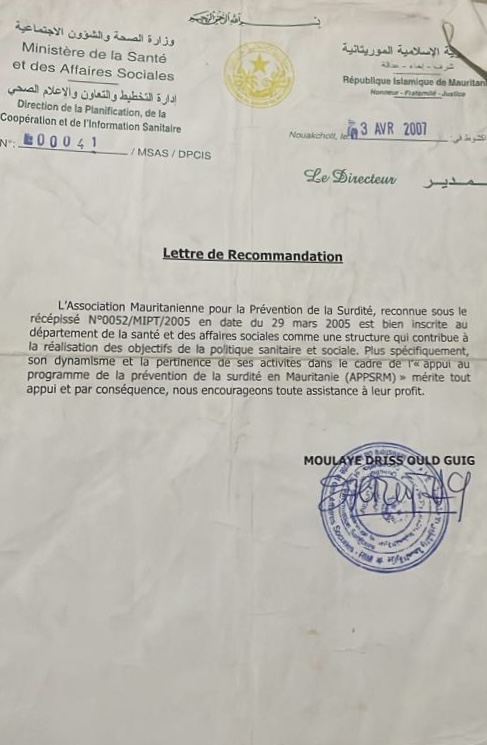 بسم الله الرحمن الرحيم
وزارة الصحة والشؤون الاجتماعية
Ministère de la Santé
et des Affaires Sociales
إدارة التخطيط والتعاون والإعلام الصحي
Direction de la Planification, de la
Coopération et de l'Information Sanitaire
N°: 00041 / MSAS / DPCIS
الإسلامية الموريتانية
شرف - إخاء - عدالة
République Islamique de Mauritan
Honneur - Fraternité - Justice
Nouakchott, le 3 AVR 2007
Le Directeur
Lettre de Recommandation
L'Association Mauritanienne pour la Prévention de la Surdité, reconnue sous le
récépissé N°0052/MIPT/2005 en date du 29 mars 2005 est bien inscrite au
département de la santé et des affaires sociales comme une structure qui contribue à
la réalisation des objectifs de la politique sanitaire et sociale. Plus spécifiquement,
son dynamisme et la pertinence de ses activites dans le cadre de l'« appui au
programme de la prévention de la surdité en Mauritanie (APPSRM) » mérite tout
appui et par conséquence, nous encourageons toute assistance à leur profit.
MOULAYE DRISS OULD GUIG